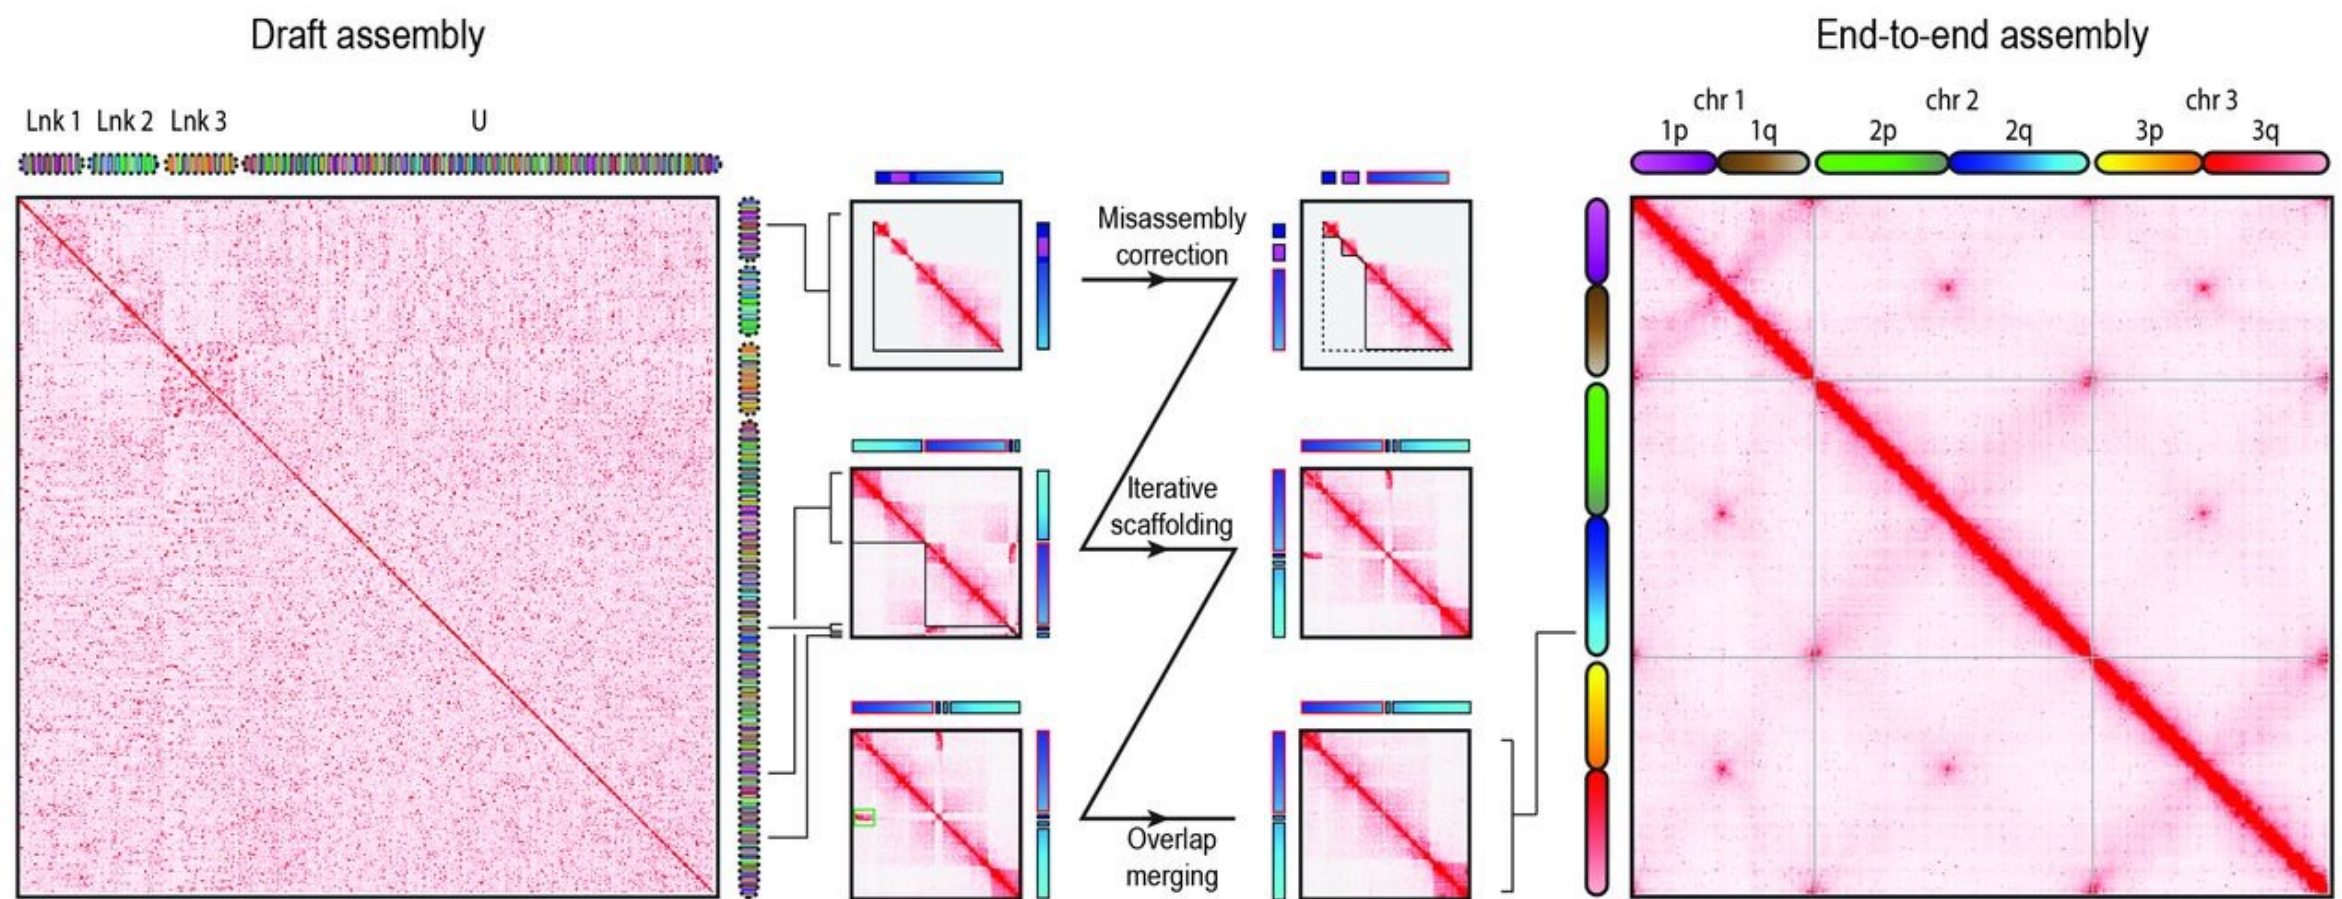 Draft assembly
End-to-end assembly
Lnk 1 Lnk 2 Lnk 3 U
chr 1 chr 2 chr 3
1p 1q 2p 2q 3p 3q
Misassembly
correction
Iterative
scaffolding
Overlap
merging